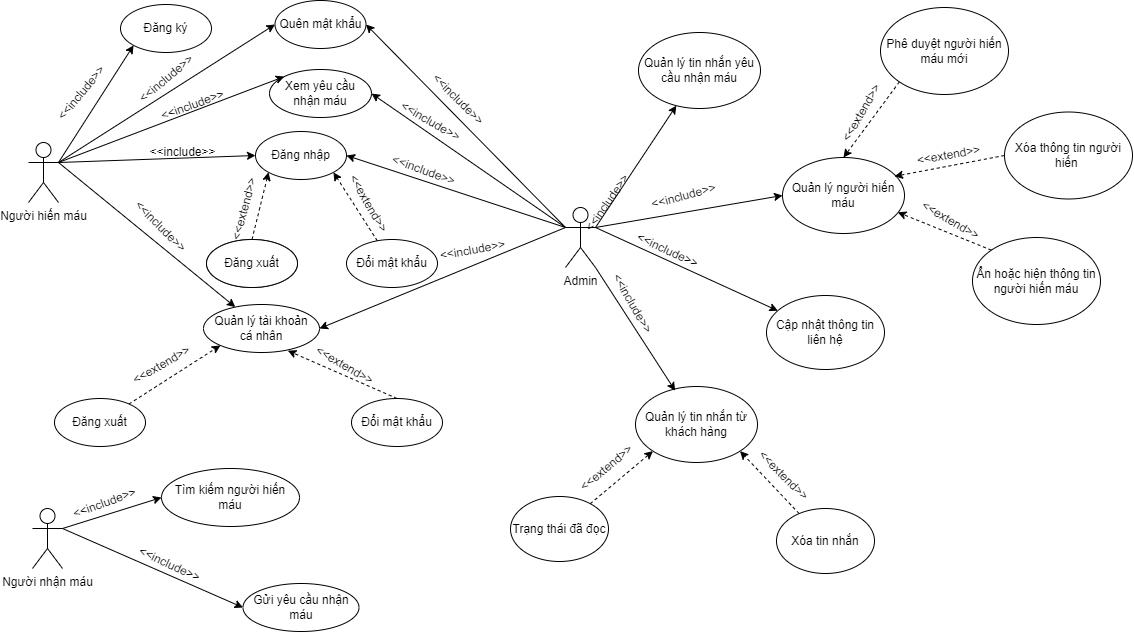 Đăng ký
Quên mật khẩu
<<include>>
<<include>>
<<include>>
Xem yêu cầu
nhận máu
<<include>>
<<include>>
Người hiến máu
<<include>>
Đăng nhập
<<include>>
<<extend>>
<<extend>>
Đăng xuất
Đổi mật khẩu
<<include>>
<<include>>
Quản lý tài khoản
cá nhân
<<extend>>
<<extend>>
Đăng xuất
Đổi mật khẩu
Người nhận máu
<<include>>
Tìm kiếm người hiến
máu
<<include>>
Gửi yêu cầu nhận
máu
Admin
<<include>>
Quản lý tin nhắn yêu
cầu nhận máu
<<include>>
Quản lý người hiến
máu
<<extend>>
Phê duyệt người hiến
máu mới
<<extend>>
Xóa thông tin người
hiến
<<extend>>
Ẩn hoặc hiện thông tin
người hiến máu
<<include>>
Cập nhật thông tin
liên hệ
<<include>>
Quản lý tin nhắn từ
khách hàng
<<extend>>
<<extend>>
Trạng thái đã đọc
Xóa tin nhắn